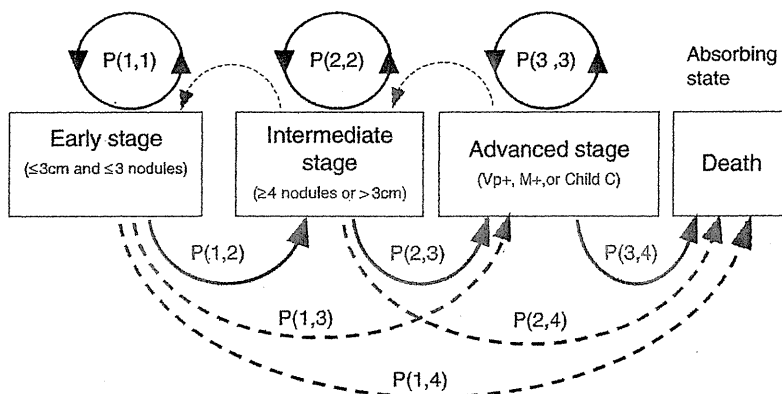 P(1,1)
P(2,2)
P(3,3)
Absorbing
state
Early stage
(≤3cm and ≤3 nodules)
Intermediate
stage
(≥4 nodules or >3cm)
Advanced stage
(Vp+, M+,or Child C)
Death
P(1,2)
P(2,3)
P(3,4)
P(1,3)
P(2,4)
P(1,4)